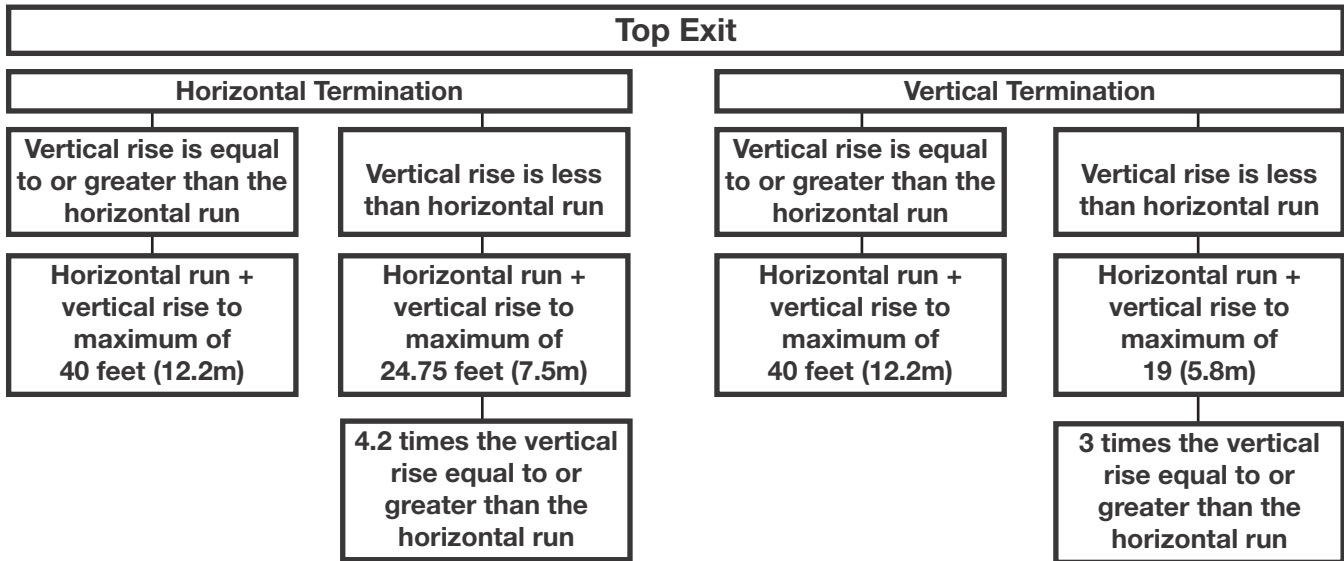 Top Exit
Horizontal Termination
Vertical rise is equal
to or greater than the
horizontal run
Horizontal run +
vertical rise to
maximum of
40 feet (12.2m)
Vertical rise is less
than horizontal run
Horizontal run +
vertical rise to
maximum of
24.75 feet (7.5m)
4.2 times the vertical
rise equal to or
greater than the
horizontal run
Vertical Termination
Vertical rise is equal
to or greater than the
horizontal run
Horizontal run +
vertical rise to
maximum of
40 feet (12.2m)
Vertical rise is less
than horizontal run
Horizontal run +
vertical rise to
maximum of
19 (5.8m)
3 times the vertical
rise equal to or
greater than the
horizontal run